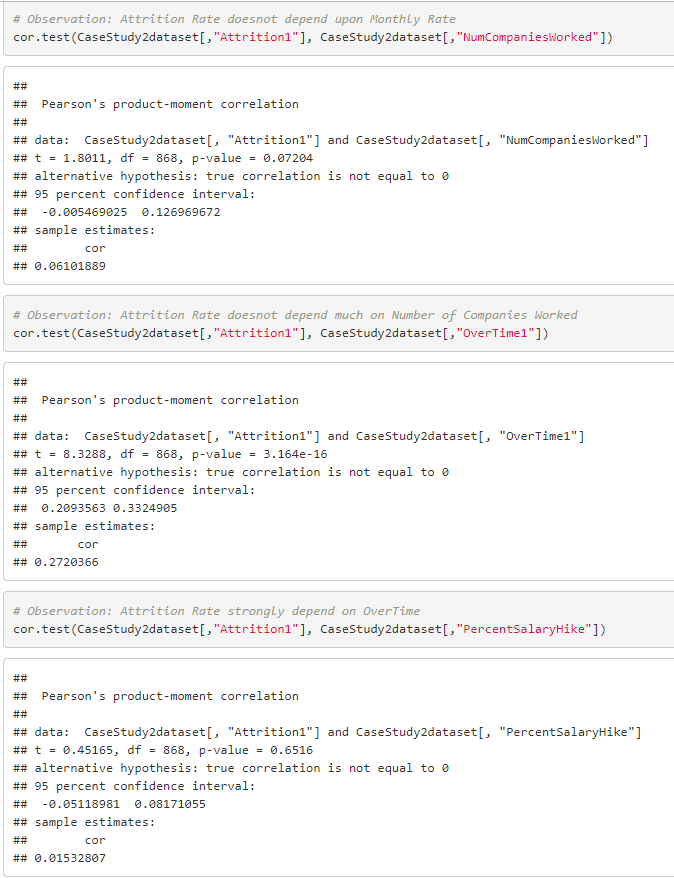 # Observation: Attrition Rate doesnot depend upon Monthly Rate
cor.test(CaseStudy2dataset[,"Attrition1"], CaseStudy2dataset[,"NumCompaniesWorked"])
##
##  Pearson's product-moment correlation
##
## data:  CaseStudy2dataset[, "Attrition1"] and CaseStudy2dataset[, "NumCompaniesWorked"]
## t = 1.8011, df = 868, p-value = 0.07204
## alternative hypothesis: true correlation is not equal to 0
## 95 percent confidence interval:
##  -0.005469025  0.126969672
## sample estimates:
##        cor
## 0.06101889
# Observation: Attrition Rate doesnot depend much on Number of Companies Worked
cor.test(CaseStudy2dataset[,"Attrition1"], CaseStudy2dataset[,"OverTime1"])
##
##  Pearson's product-moment correlation
##
## data:  CaseStudy2dataset[, "Attrition1"] and CaseStudy2dataset[, "OverTime1"]
## t = 8.3288, df = 868, p-value = 3.164e-16
## alternative hypothesis: true correlation is not equal to 0
## 95 percent confidence interval:
##  0.2093563 0.3324905
## sample estimates:
##       cor
## 0.2720366
# Observation: Attrition Rate strongly depend on OverTime
cor.test(CaseStudy2dataset[,"Attrition1"], CaseStudy2dataset[,"PercentSalaryHike"])
##
##  Pearson's product-moment correlation
##
## data:  CaseStudy2dataset[, "Attrition1"] and CaseStudy2dataset[, "PercentSalaryHike"]
## t = 0.45165, df = 868, p-value = 0.6516
## alternative hypothesis: true correlation is not equal to 0
## 95 percent confidence interval:
##  -0.05118981  0.08171055
## sample estimates:
##        cor
## 0.01532807